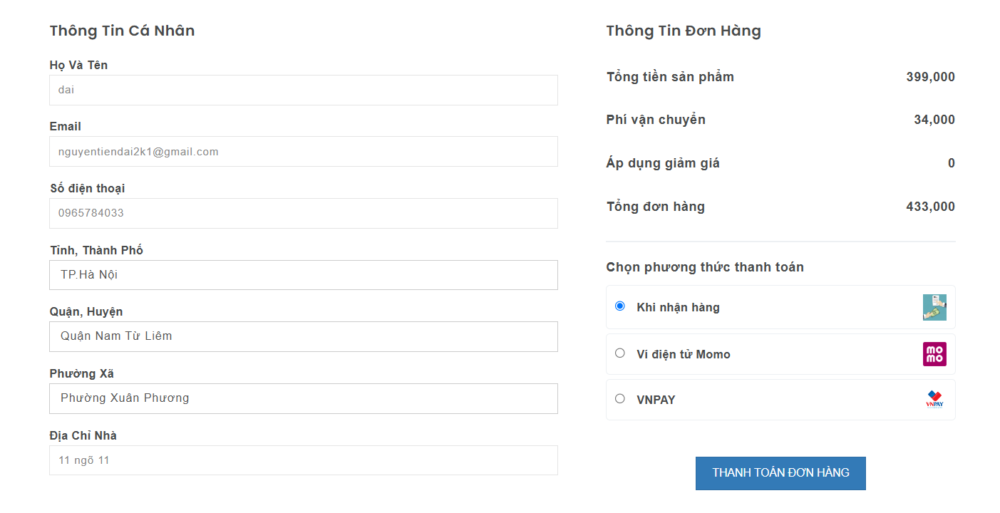 Thông Tin Cá Nhân
Họ Và Tên
dai
Email
nguyentiendai2k1@gmail.com
Số điện thoại
0965784033
Tỉnh, Thành Phố
TP.Hà Nội
Quận, Huyện
Quận Nam Từ Liêm
Phường Xã
Phường Xuân Phương
Địa Chỉ Nhà
11 ngõ 11
Thông Tin Đơn Hàng
Tổng tiền sản phẩm 399,000
Phí vận chuyển 34,000
Áp dụng giảm giá 0
Tổng đơn hàng 433,000
Chọn phương thức thanh toán
Khi nhận hàng
Ví điện tử Momo
mo
mo
VNPAY
VNPAY
THANH TOÁN ĐƠN HÀNG